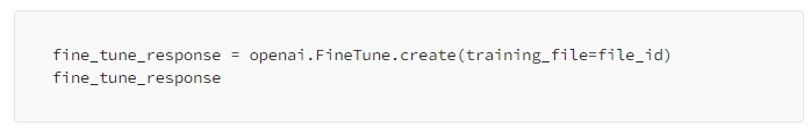 fine_tune_response = openai.FineTune.create(training_file=file_id)
fine_tune_response